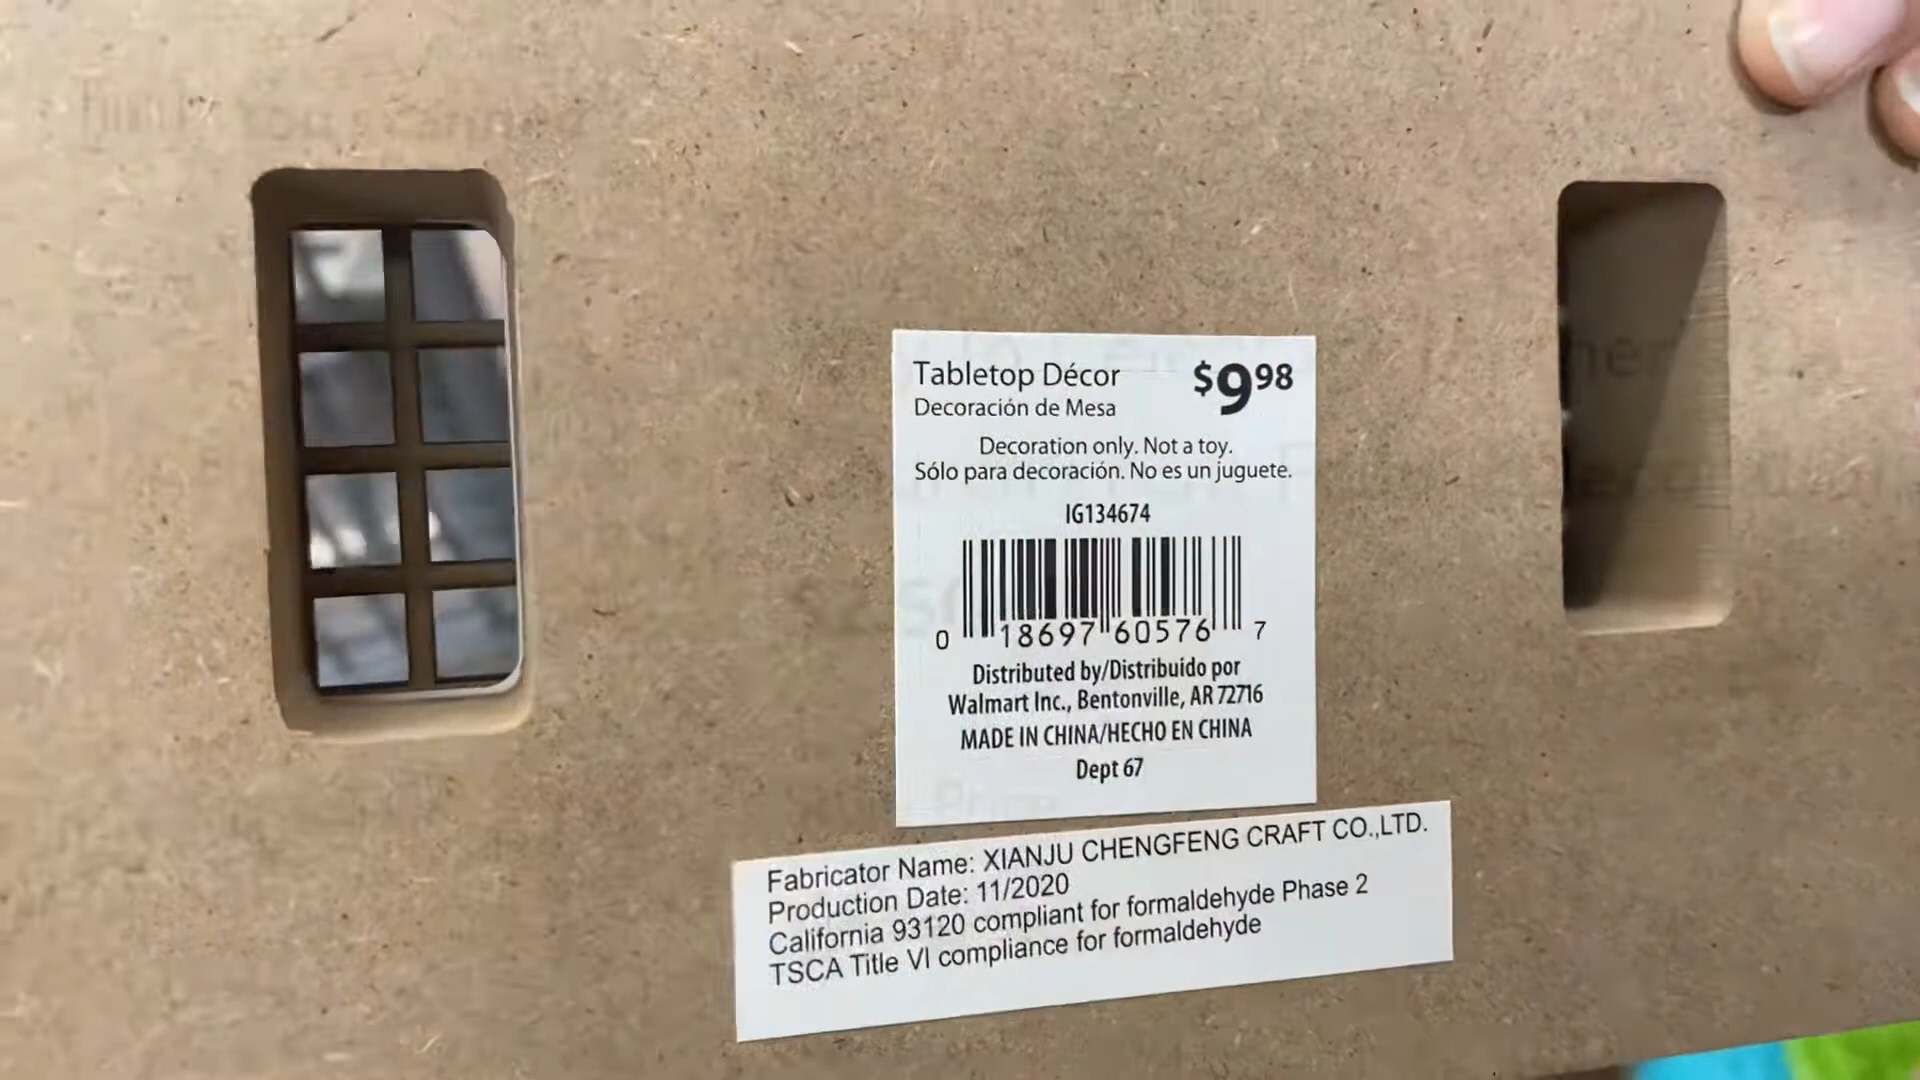 Tabletop Décor $9.98
Decoración de Mesa
Decoration only. Not a toy.
Sólo para decoración. No es un juguete.
IG134674
0 18697 60576 7
Distributed by/Distribuido por
Walmart Inc., Bentonville, AR 72716
MADE IN CHINA/HECHO EN CHINA
Dept 67
Fabricator Name: XIANJU CHENGFENG CRAFT CO.,LTD.
Production Date: 11/2020
California 93120 compliant for formaldehyde Phase 2
TSCA Title VI compliance for formaldehyde